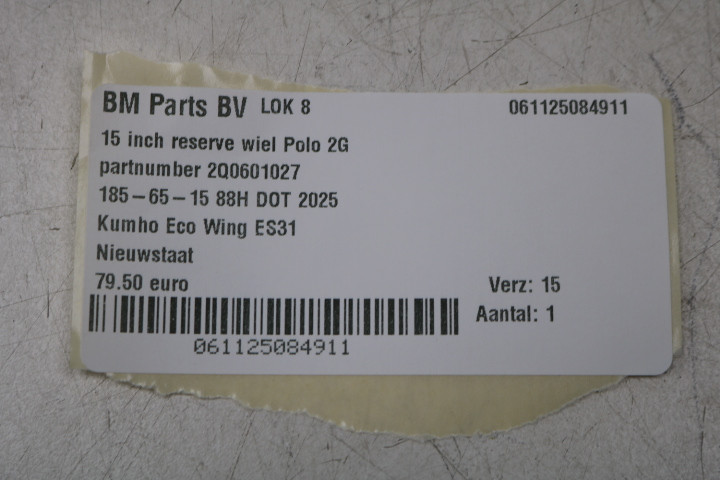 BM Parts BV LOK 8 061125084911
15 inch reserve wiel Polo 2G
partnumber 2Q0601027
185-65-15 88H DOT 2025
Kumho Eco Wing ES31
Nieuwstaat
79.50 euro Verz: 15
Aantal: 1
061125084911